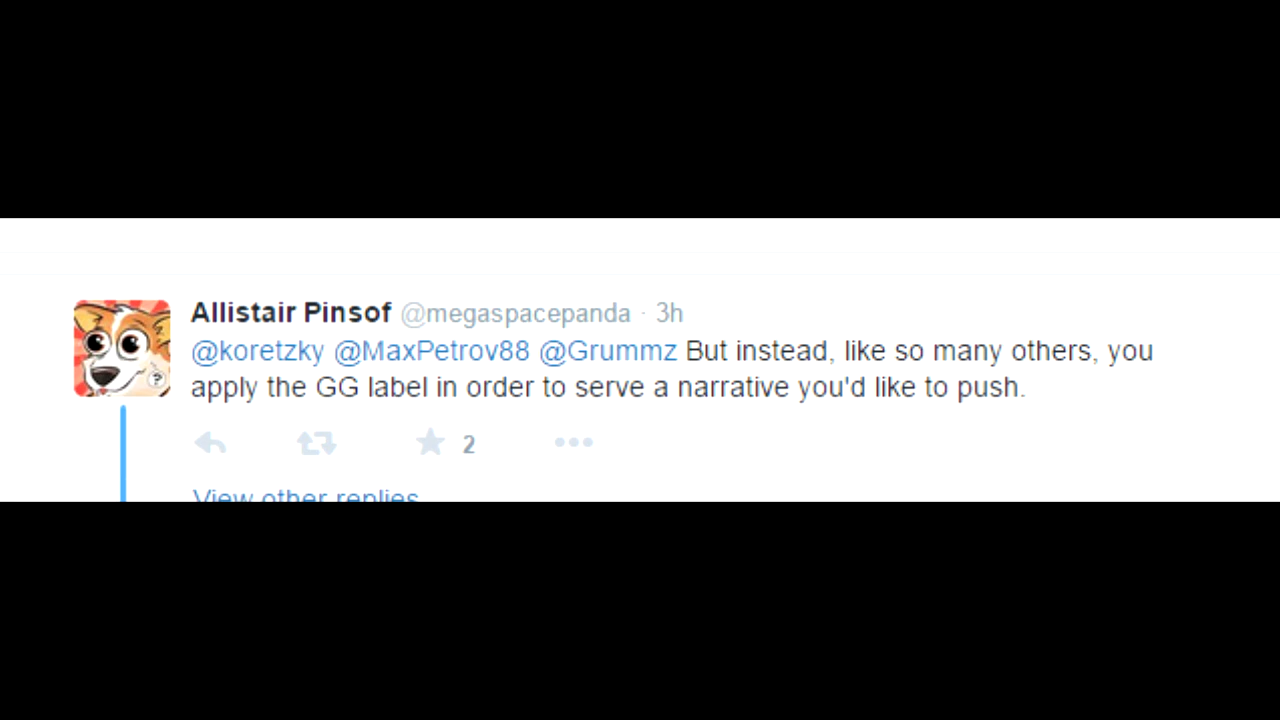 Allistair Pinsof @megaspacepanda · 3h
@koretzky @MaxPetrov88 @Grummz But instead, like so many others, you
apply the GG label in order to serve a narrative you'd like to push.
2
View other replies